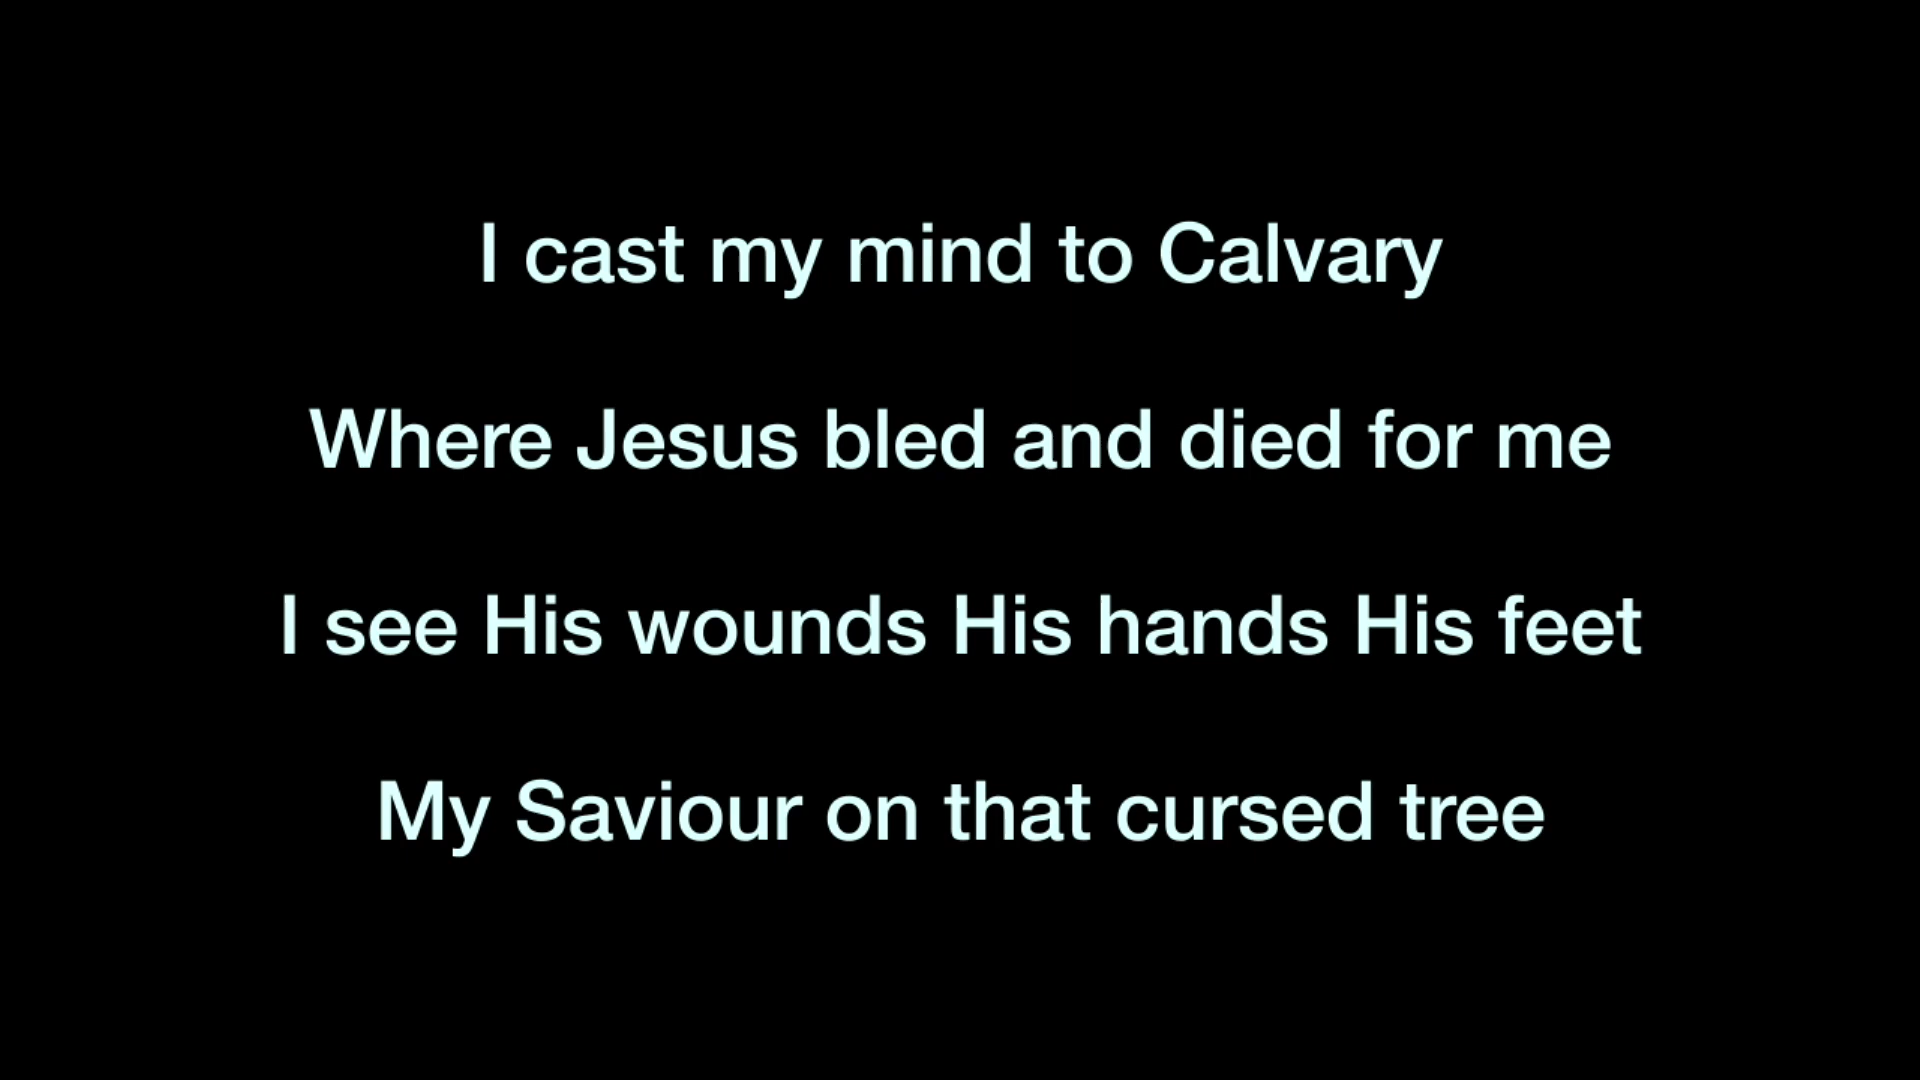 I cast my mind to Calvary
Where Jesus bled and died for me
I see His wounds His hands His feet
My Saviour on that cursed tree